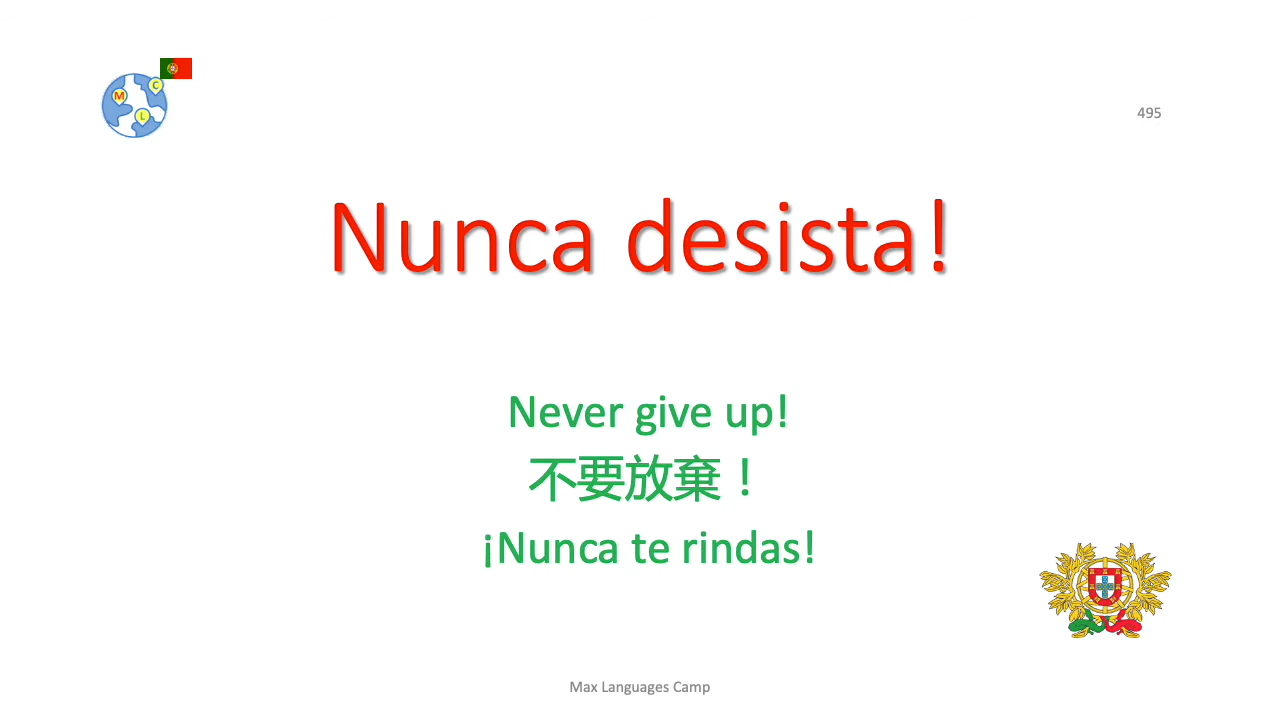 M
C
L
495
Nunca desista!
Never give up!
不要放棄！
¡Nunca te rindas!
Max Languages Camp